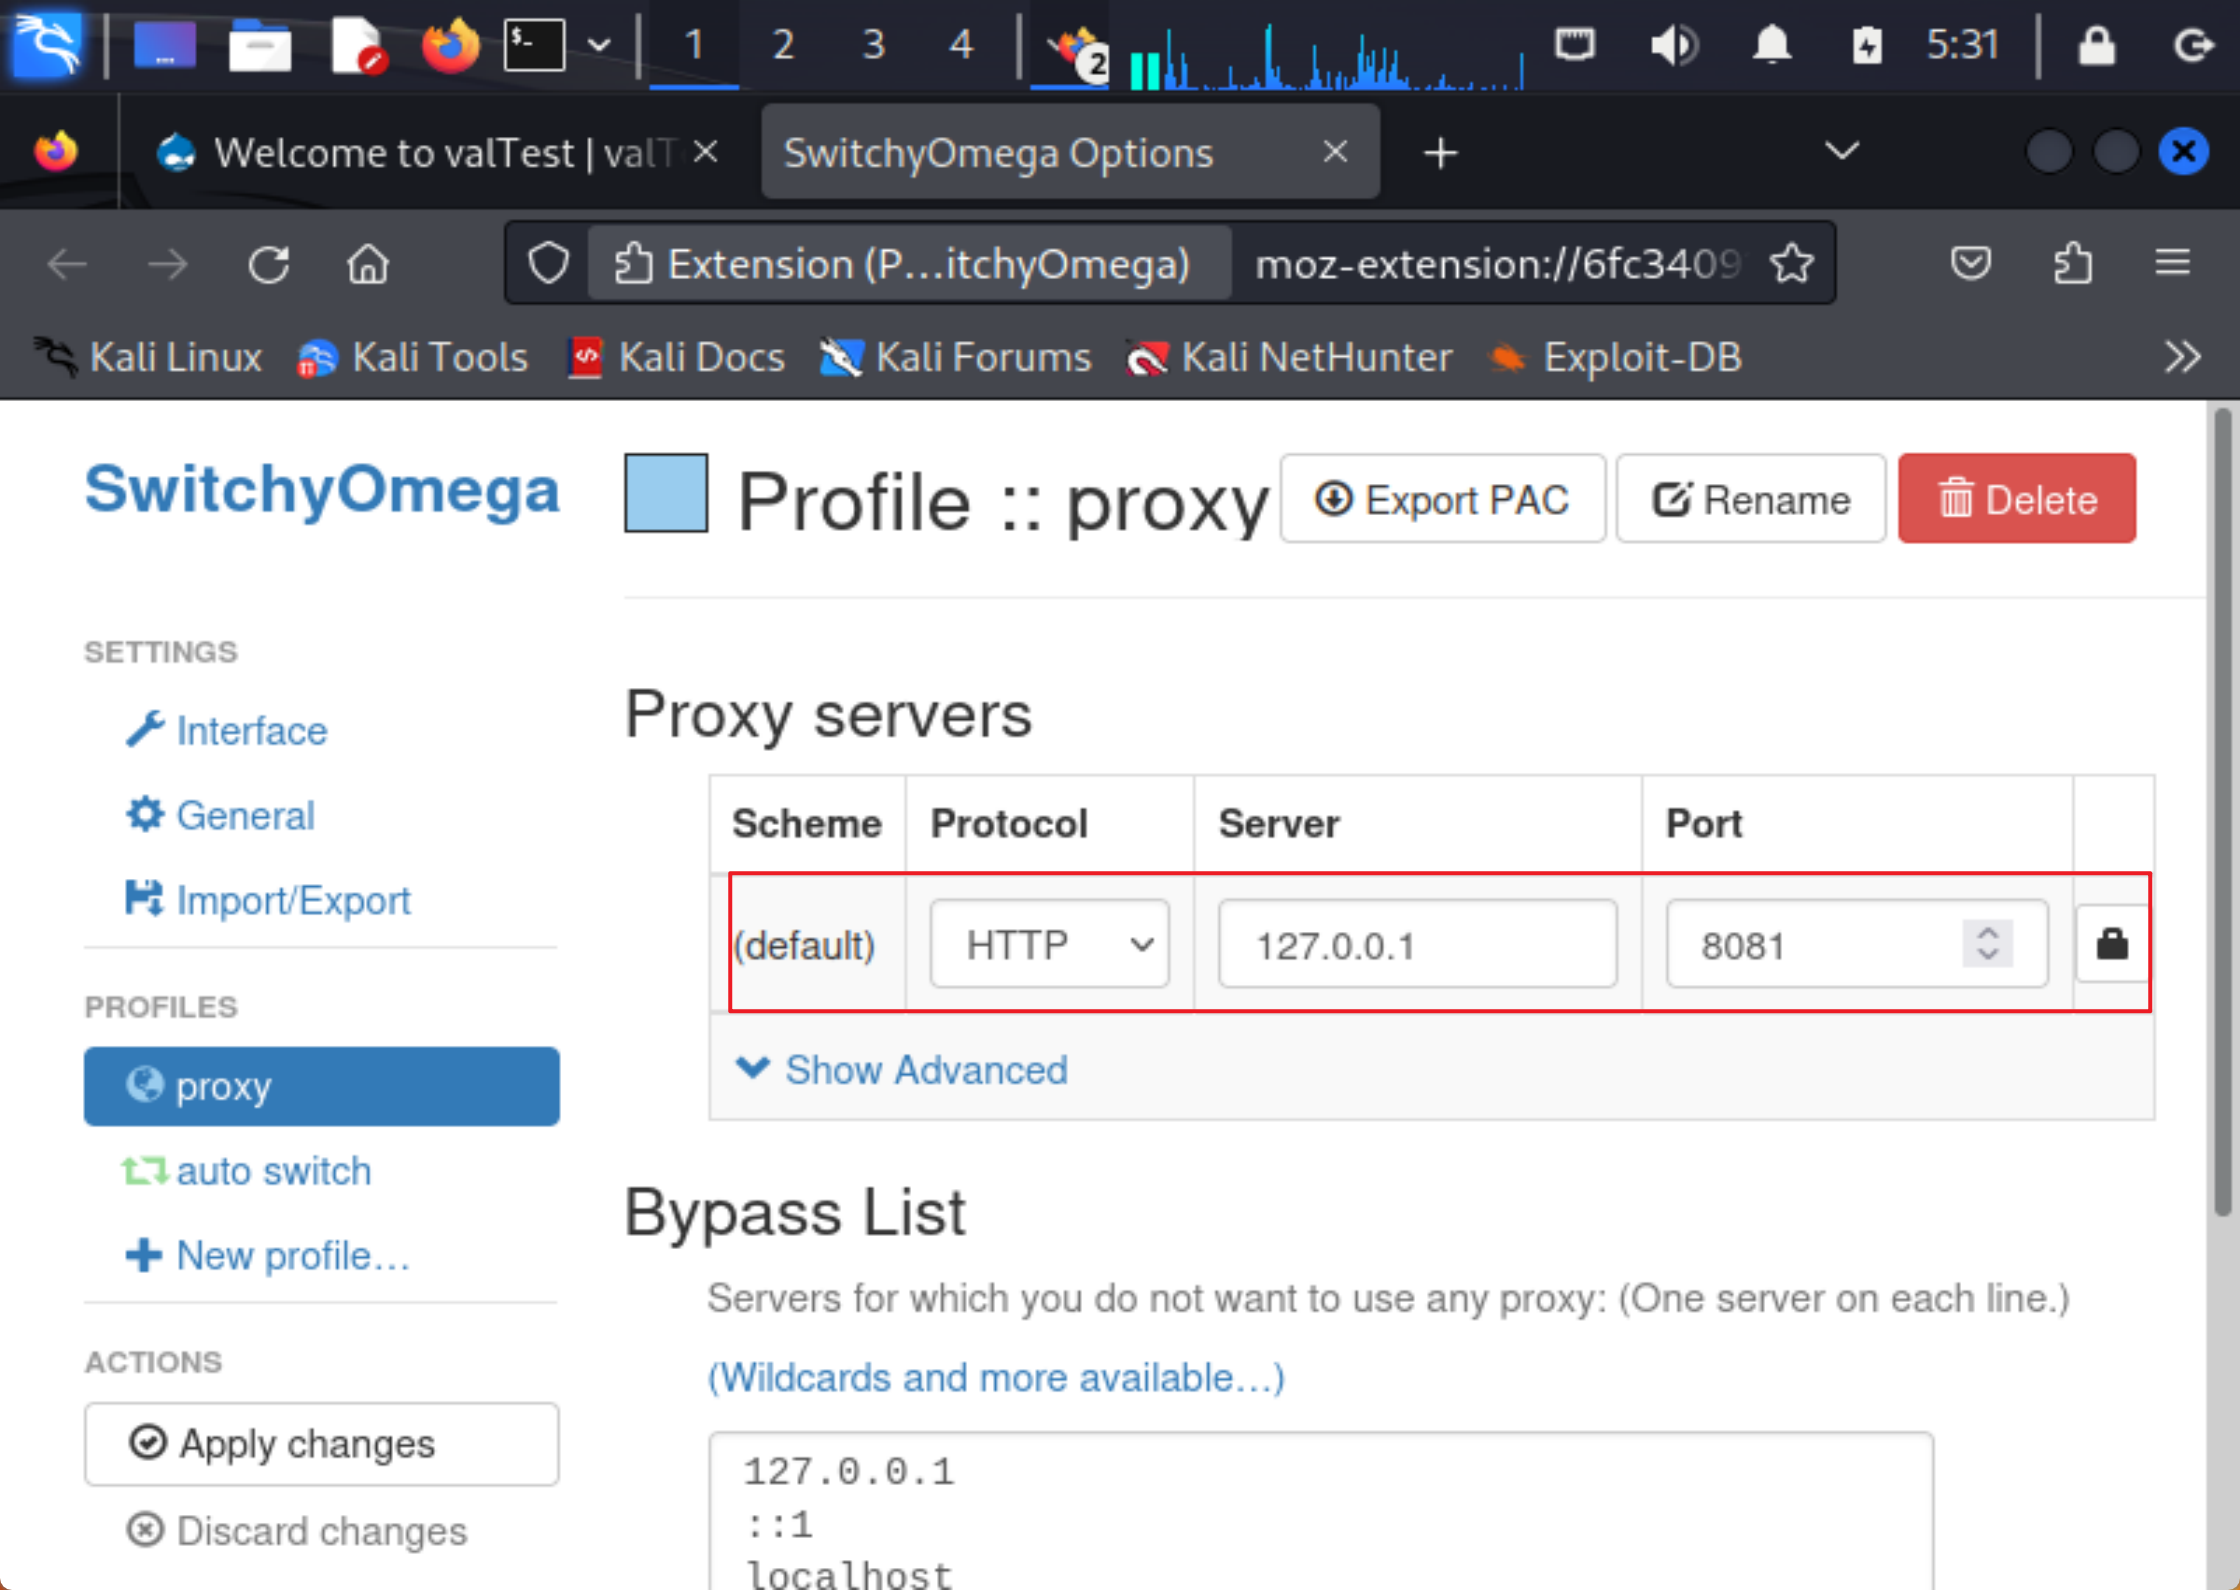 $-
1
2
3
4
2
5:31
Welcome to valTest | valT
SwitchyOmega Options
Extension (P...itchyOmega)
moz-extension://6fc3409
Kali Linux
Kali Tools
Kali Docs
Kali Forums
Kali NetHunter
Exploit-DB
SwitchyOmega
Profile :: proxy
Export PAC
Rename
Delete
SETTINGS
Interface
General
Import/Export
PROFILES
proxy
auto switch
New profile...
ACTIONS
Apply changes
Discard changes
Proxy servers
Scheme Protocol Server Port
(default) HTTP 127.0.0.1 8081
Show Advanced
Bypass List
Servers for which you do not want to use any proxy: (One server on each line.)
(Wildcards and more available...)
127.0.0.1
::1
localhost